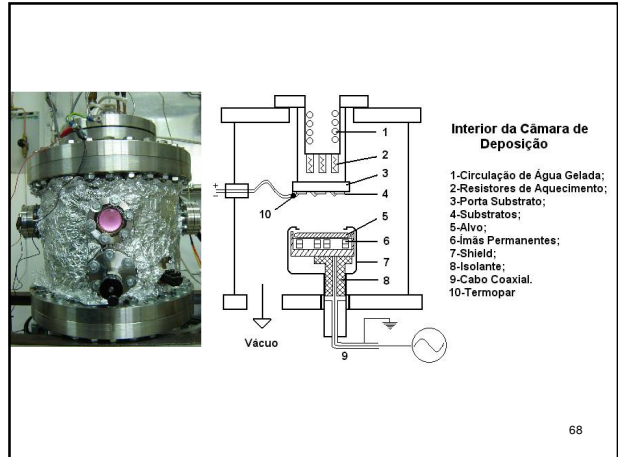 1
2
3
4
10
5
6
7
8
9
+
–
Vácuo
Interior da Câmara de
Deposição
1-Circulação de Água Gelada;
2-Resistores de Aquecimento;
3-Porta Substrato;
4-Substratos;
5-Alvo;
6-Ímãs Permanentes;
7-Shield;
8-Isolante;
9-Cabo Coaxial.
10-Termopar
68